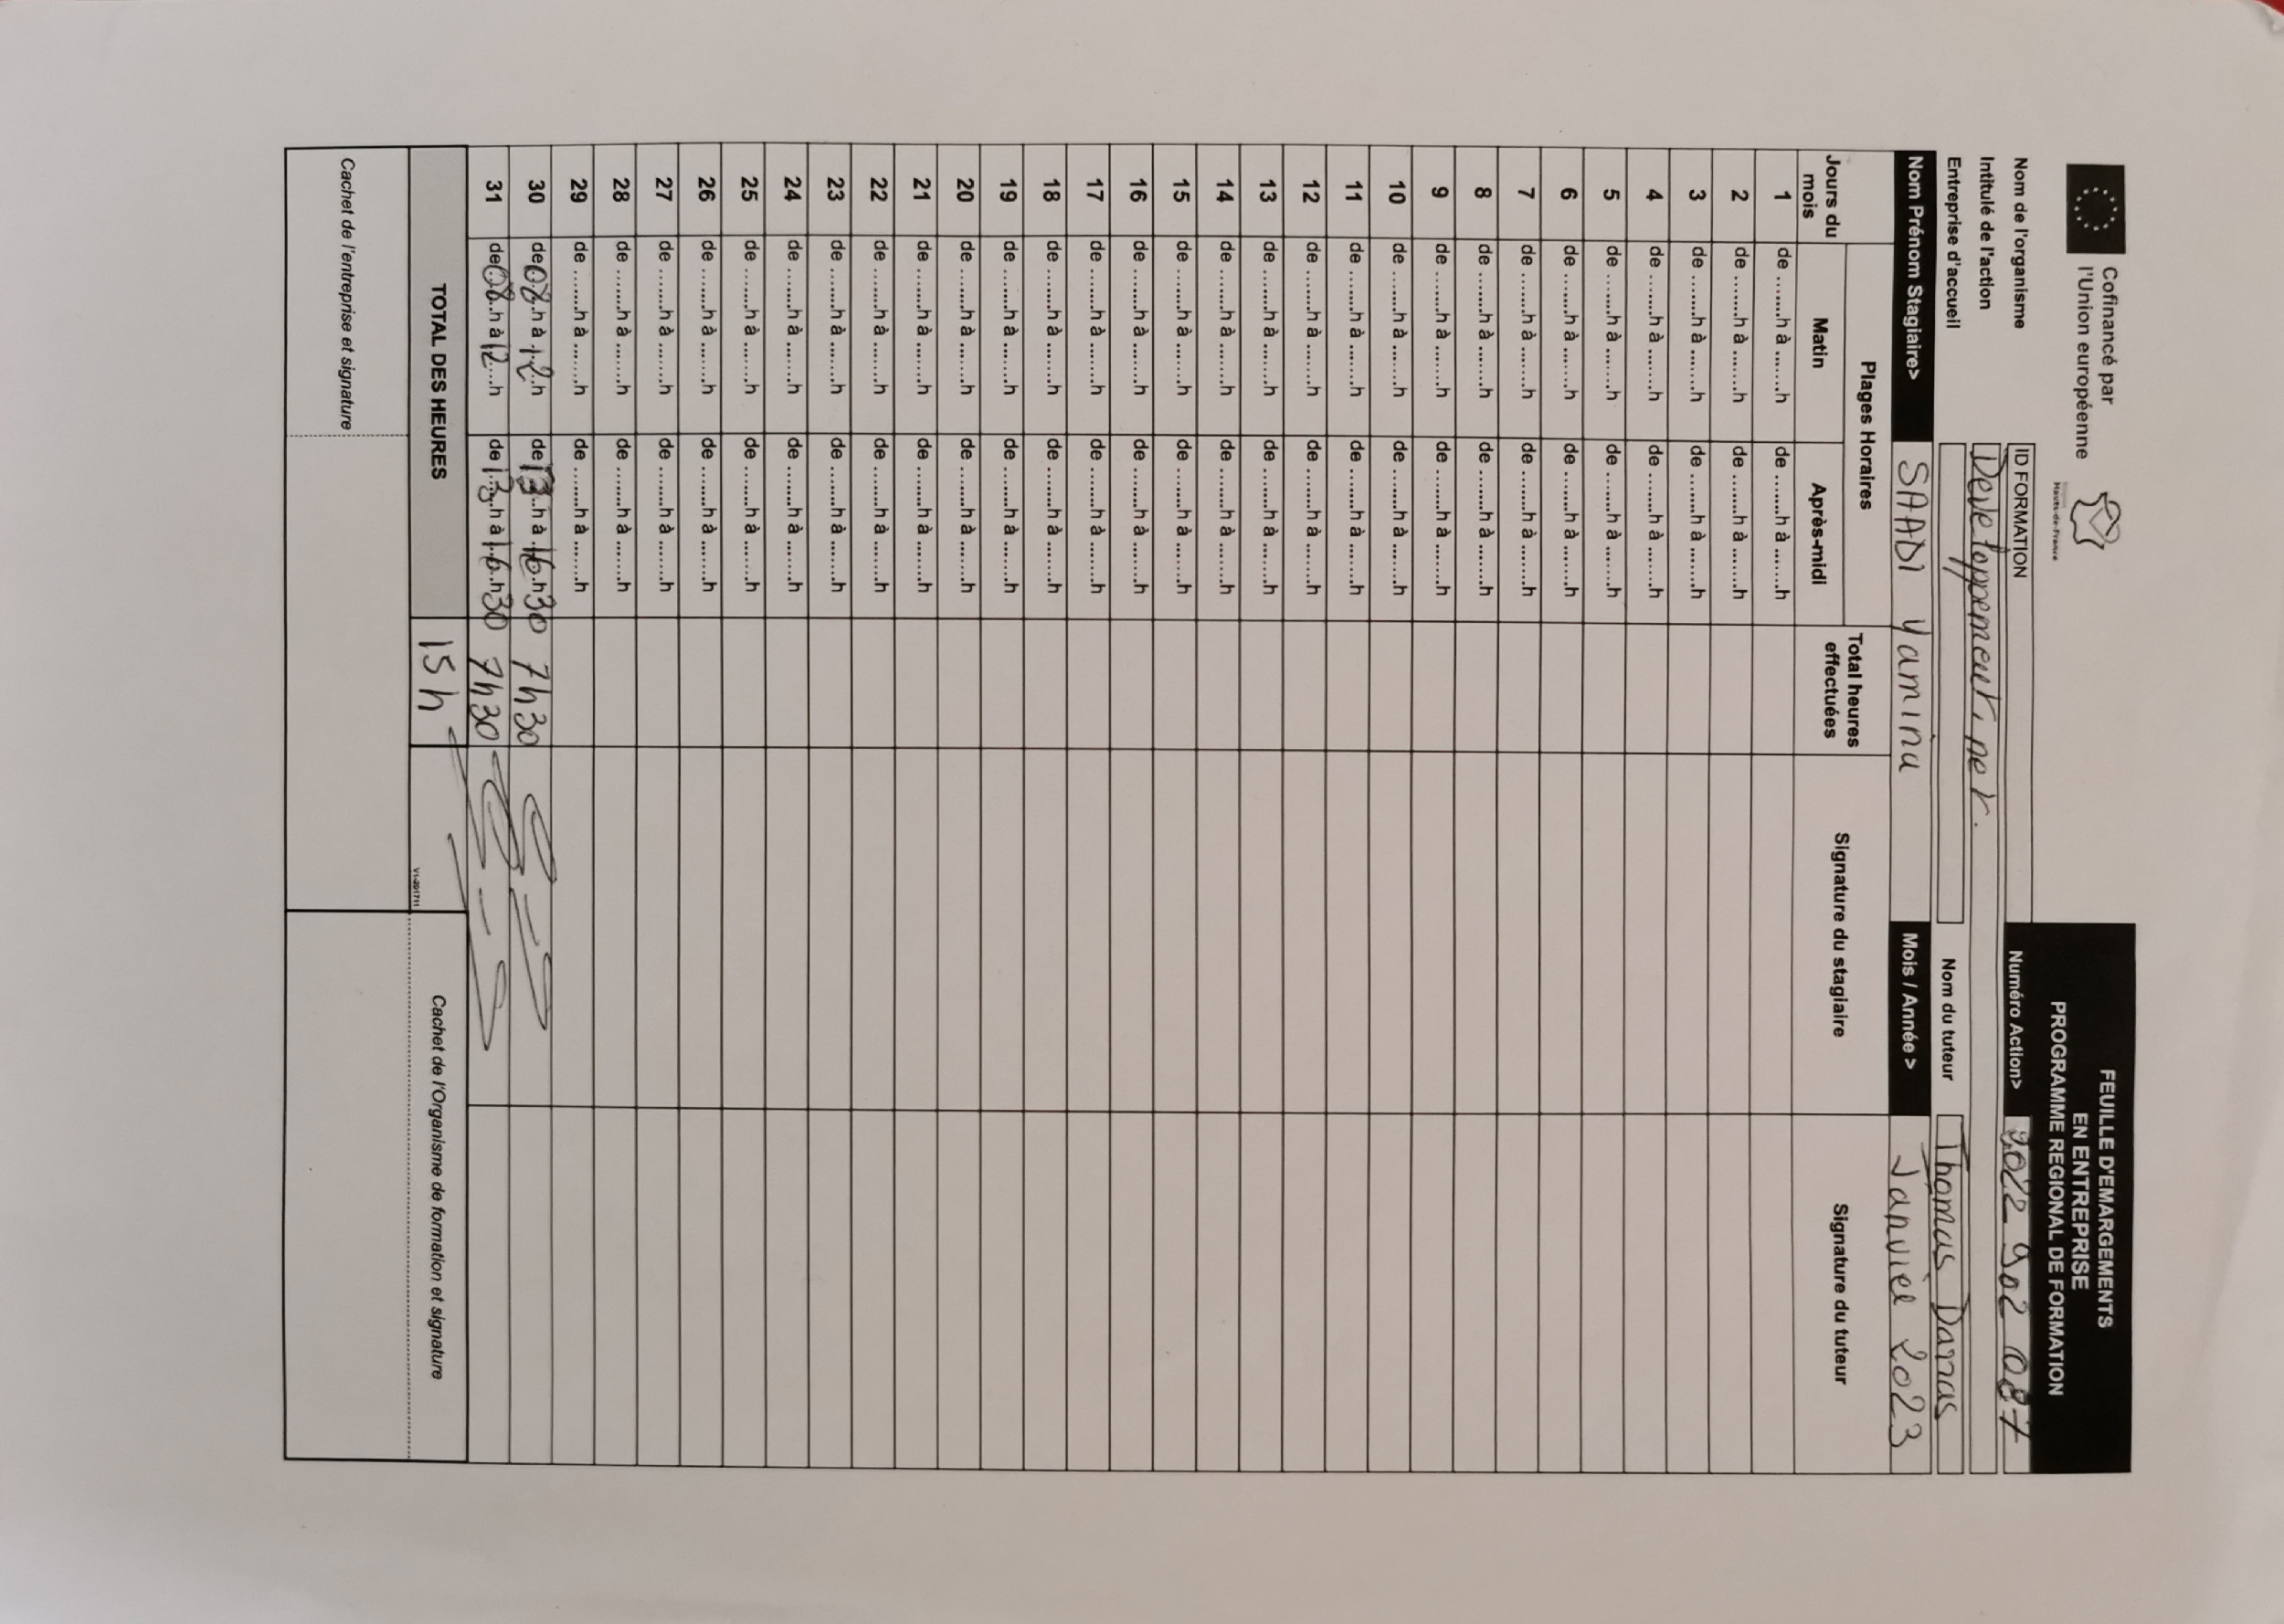 Cofinancé par
l'Union européenne
Hauts-de-France
FEUILLE D'EMARGEMENTS
EN ENTREPRISE
PROGRAMME REGIONAL DE FORMATION
Nom de l'organisme ID FORMATION Numéro Action> 2022 902 087
Intitulé de l'action Developpement.net.
Entreprise d'accueil Nom du tuteur Thomas Darras
Nom Prénom Stagiaire> SAADI Yamina Mois / Année > Janvier 2023
Jours du mois Plages Horaires Total heures effectuées Signature du stagiaire Signature du tuteur
Matin Après-midi
1 de .......h à .......h de .......h à .......h
2 de .......h à .......h de .......h à .......h
3 de .......h à .......h de .......h à .......h
4 de .......h à .......h de .......h à .......h
5 de .......h à .......h de .......h à .......h
6 de .......h à .......h de .......h à .......h
7 de .......h à .......h de .......h à .......h
8 de .......h à .......h de .......h à .......h
9 de .......h à .......h de .......h à .......h
10 de .......h à .......h de .......h à .......h
11 de .......h à .......h de .......h à .......h
12 de .......h à .......h de .......h à .......h
13 de .......h à .......h de .......h à .......h
14 de .......h à .......h de .......h à .......h
15 de .......h à .......h de .......h à .......h
16 de .......h à .......h de .......h à .......h
17 de .......h à .......h de .......h à .......h
18 de .......h à .......h de .......h à .......h
19 de .......h à .......h de .......h à .......h
20 de .......h à .......h de .......h à .......h
21 de .......h à .......h de .......h à .......h
22 de .......h à .......h de .......h à .......h
23 de .......h à .......h de .......h à .......h
24 de .......h à .......h de .......h à .......h
25 de .......h à .......h de .......h à .......h
26 de .......h à .......h de .......h à .......h
27 de .......h à .......h de .......h à .......h
28 de .......h à .......h de .......h à .......h
29 de .......h à .......h de .......h à .......h
30 de 08 h à 12 h de 13 h à 16 h30 7h30
31 de 08 h à 12 h de 13 h à 16 h30 7h30
TOTAL DES HEURES 15h V1-201711 Cachet de l'Organisme de formation et signature
Cachet de l'entreprise et signature